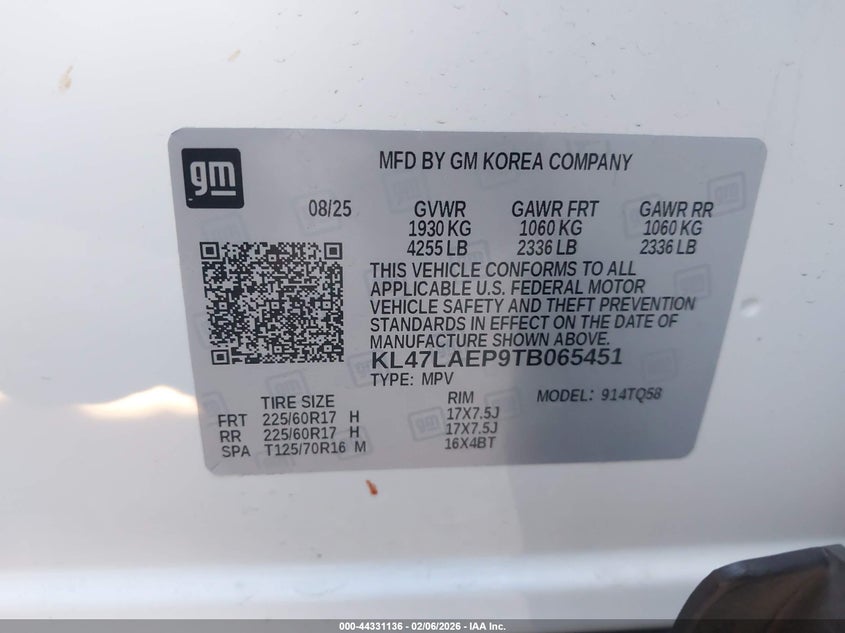 gm
MFD BY GM KOREA COMPANY
08/25 GVWR GAWR FRT GAWR RR
1930 KG 1060 KG 1060 KG
4255 LB 2336 LB 2336 LB
THIS VEHICLE CONFORMS TO ALL
APPLICABLE U.S. FEDERAL MOTOR
VEHICLE SAFETY AND THEFT PREVENTION
STANDARDS IN EFFECT ON THE DATE OF
MANUFACTURE SHOWN ABOVE.
KL47LAEP9TB065451
TYPE: MPV MODEL: 914TQ58
TIRE SIZE RIM
FRT 225/60R17 H 17X7.5J
RR 225/60R17 H 17X7.5J
SPA T125/70R16 M 16X4BT
000-44331136 - 02/06/2026 - IAA Inc.